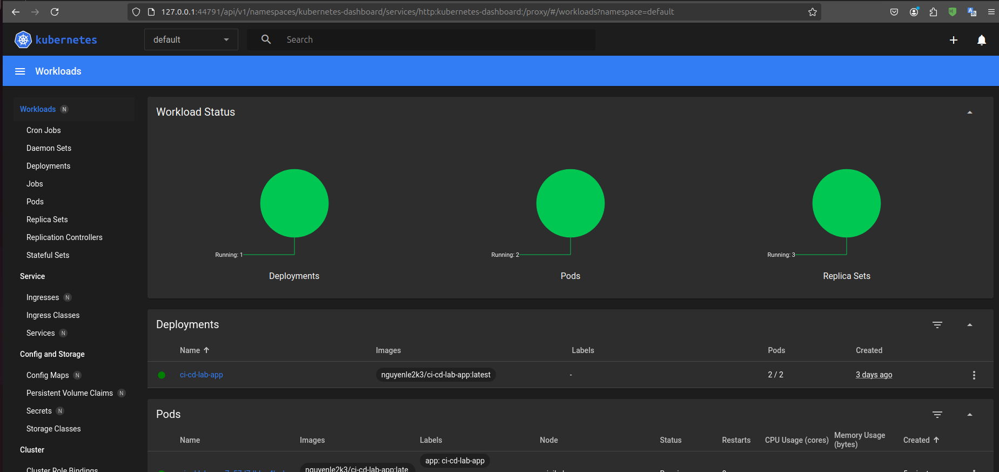 127.0.0.1:44791/api/v1/namespaces/kubernetes-dashboard/services/http:kubernetes-dashboard:/proxy/#/workloads?namespace=default
kubernetes
default
Search
Workloads
Workloads N
Cron Jobs
Daemon Sets
Deployments
Jobs
Pods
Replica Sets
Replication Controllers
Stateful Sets
Service
Ingresses N
Ingress Classes
Services N
Config and Storage
Config Maps N
Persistent Volume Claims N
Secrets N
Storage Classes
Cluster
Cluster Role Bindings
Workload Status
Running: 1
Deployments
Running: 2
Pods
Running: 3
Replica Sets
Deployments
Name Images Labels Pods Created
ci-cd-lab-app nguyenle2k3/ci-cd-lab-app:latest - 2 / 2 3 days ago
Pods
Name Images Labels Node Status Restarts CPU Usage (cores) Memory Usage (bytes) Created
app: ci-cd-lab-app
nguyenle2k3/ci-cd-lab-app:late